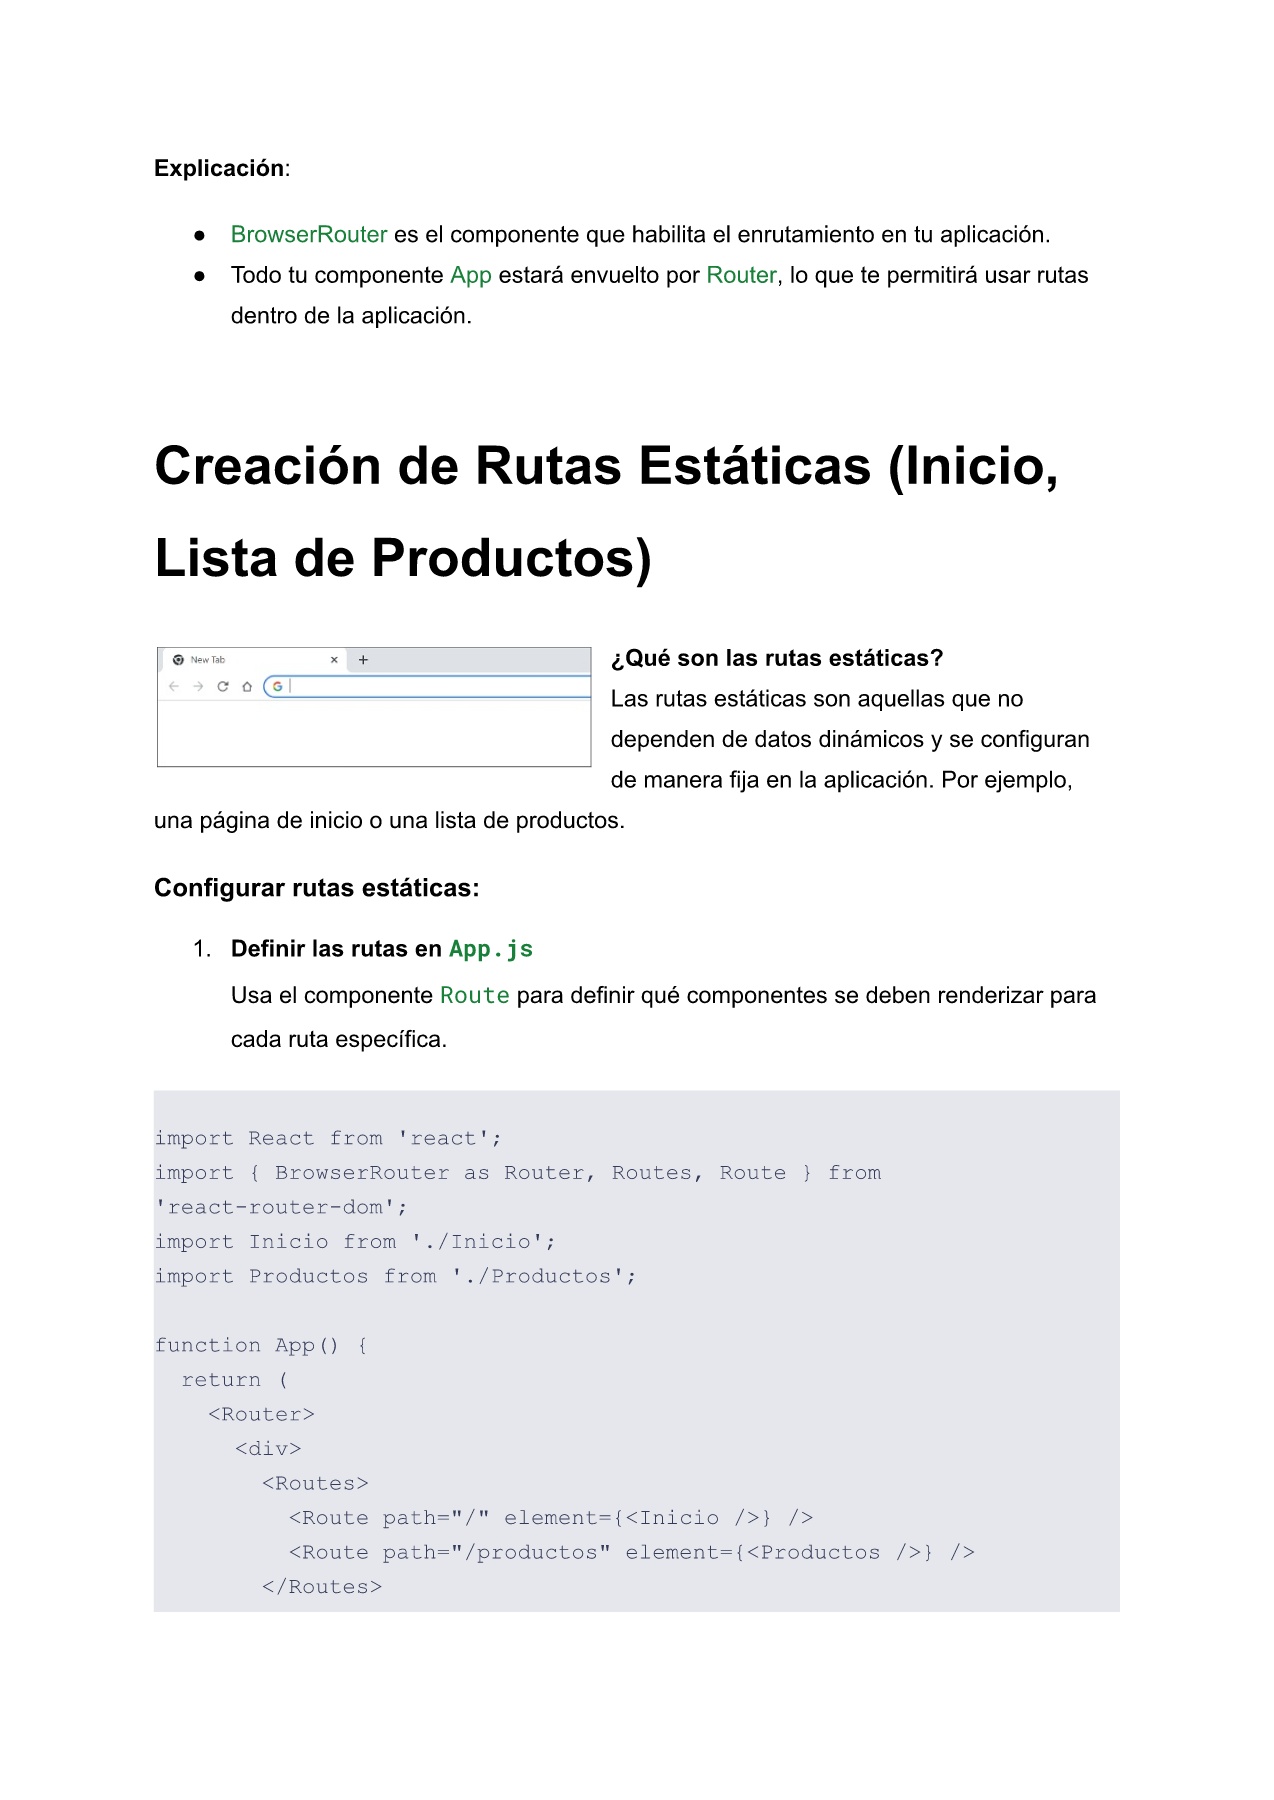 Explicación:
● BrowserRouter es el componente que habilita el enrutamiento en tu aplicación.
● Todo tu componente App estará envuelto por Router, lo que te permitirá usar rutas
dentro de la aplicación.
Creación de Rutas Estáticas (Inicio,
Lista de Productos)
New Tab
¿Qué son las rutas estáticas?
Las rutas estáticas son aquellas que no
dependen de datos dinámicos y se configuran
de manera fija en la aplicación. Por ejemplo,
una página de inicio o una lista de productos.
Configurar rutas estáticas:
1. Definir las rutas en App.js
Usa el componente Route para definir qué componentes se deben renderizar para
cada ruta específica.
import React from 'react';
import { BrowserRouter as Router, Routes, Route } from
'react-router-dom';
import Inicio from './Inicio';
import Productos from './Productos';
function App() {
  return (
    <Router>
      <div>
        <Routes>
          <Route path="/" element={<Inicio />} />
          <Route path="/productos" element={<Productos />} />
        </Routes>